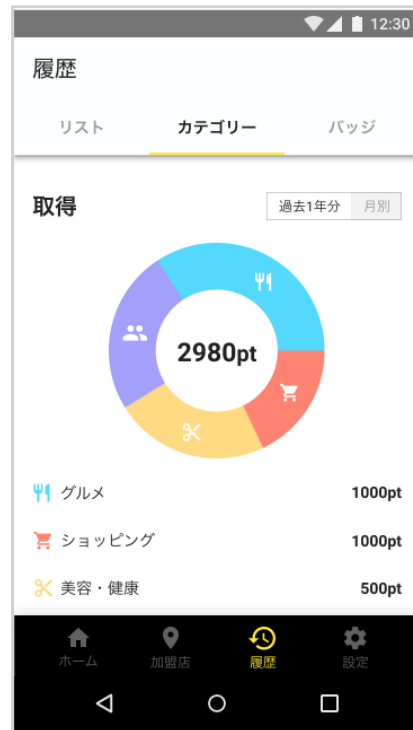 12:30
履歴
リスト カテゴリー バッジ
取得 過去1年分 月別
2980pt
グルメ 1000pt
ショッピング 1000pt
美容・健康 500pt
ホーム 加盟店 履歴 設定